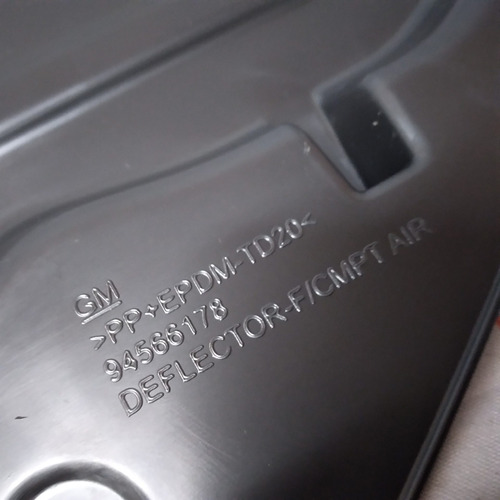 GM
>PP+EPDM-TD20<
94566178
DEFLECTOR-F/CMPT AIR